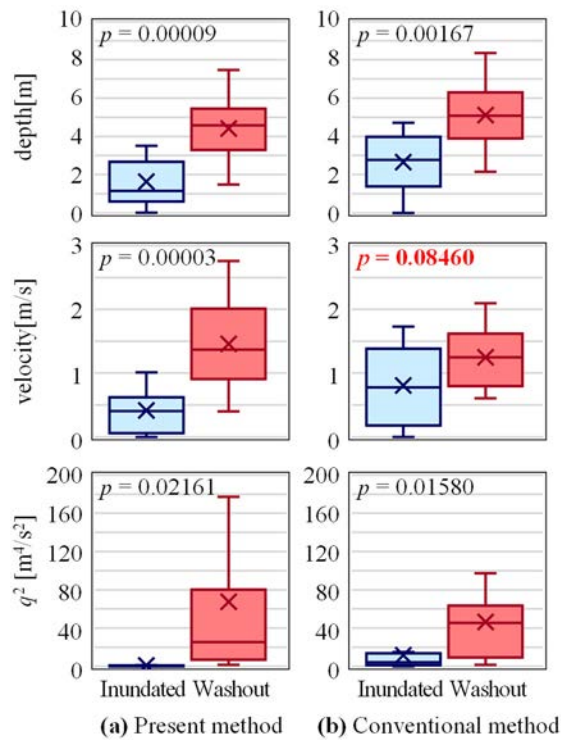 p = 0.00009
p = 0.00167
depth[m]
10
8
6
4
2
0
10
8
6
4
2
0
p = 0.00003
p = 0.08460
velocity[m/s]
3
2
1
0
3
2
1
0
p = 0.02161
p = 0.01580
q² [m⁴/s²]
200
160
120
80
40
0
200
160
120
80
40
0
Inundated Washout Inundated Washout
(a) Present method (b) Conventional method